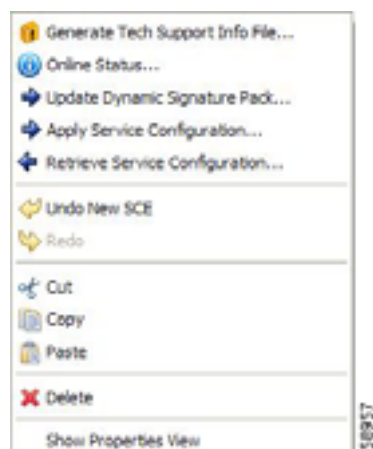 Generate Tech Support Info File...
Online Status...
Update Dynamic Signature Pack...
Apply Service Configuration...
Retrieve Service Configuration...
Undo New SCE
Redo
Cut
Copy
Paste
Delete
Show Properties View
58957